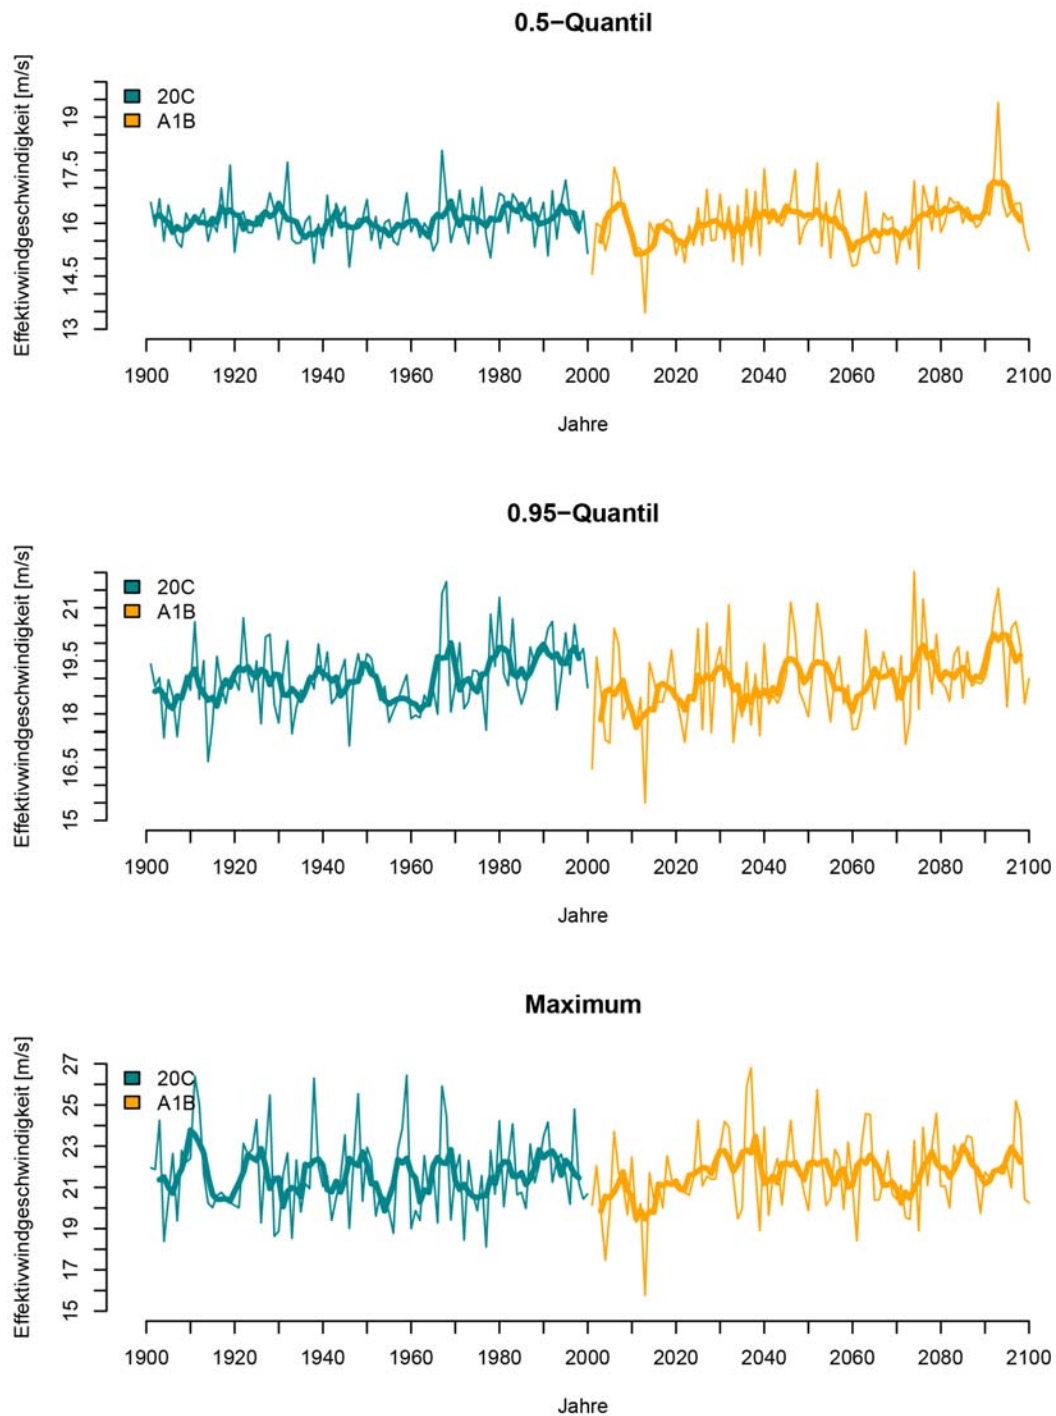 0.5−Quantil
Effektivwindgeschwindigkeit [m/s]
19
17.5
16
14.5
13
20C
A1B
1900 1920 1940 1960 1980 2000 2020 2040 2060 2080 2100
Jahre
0.95−Quantil
Effektivwindgeschwindigkeit [m/s]
21
19.5
18
16.5
15
20C
A1B
1900 1920 1940 1960 1980 2000 2020 2040 2060 2080 2100
Jahre
Maximum
Effektivwindgeschwindigkeit [m/s]
27
25
23
21
19
17
15
20C
A1B
1900 1920 1940 1960 1980 2000 2020 2040 2060 2080 2100
Jahre